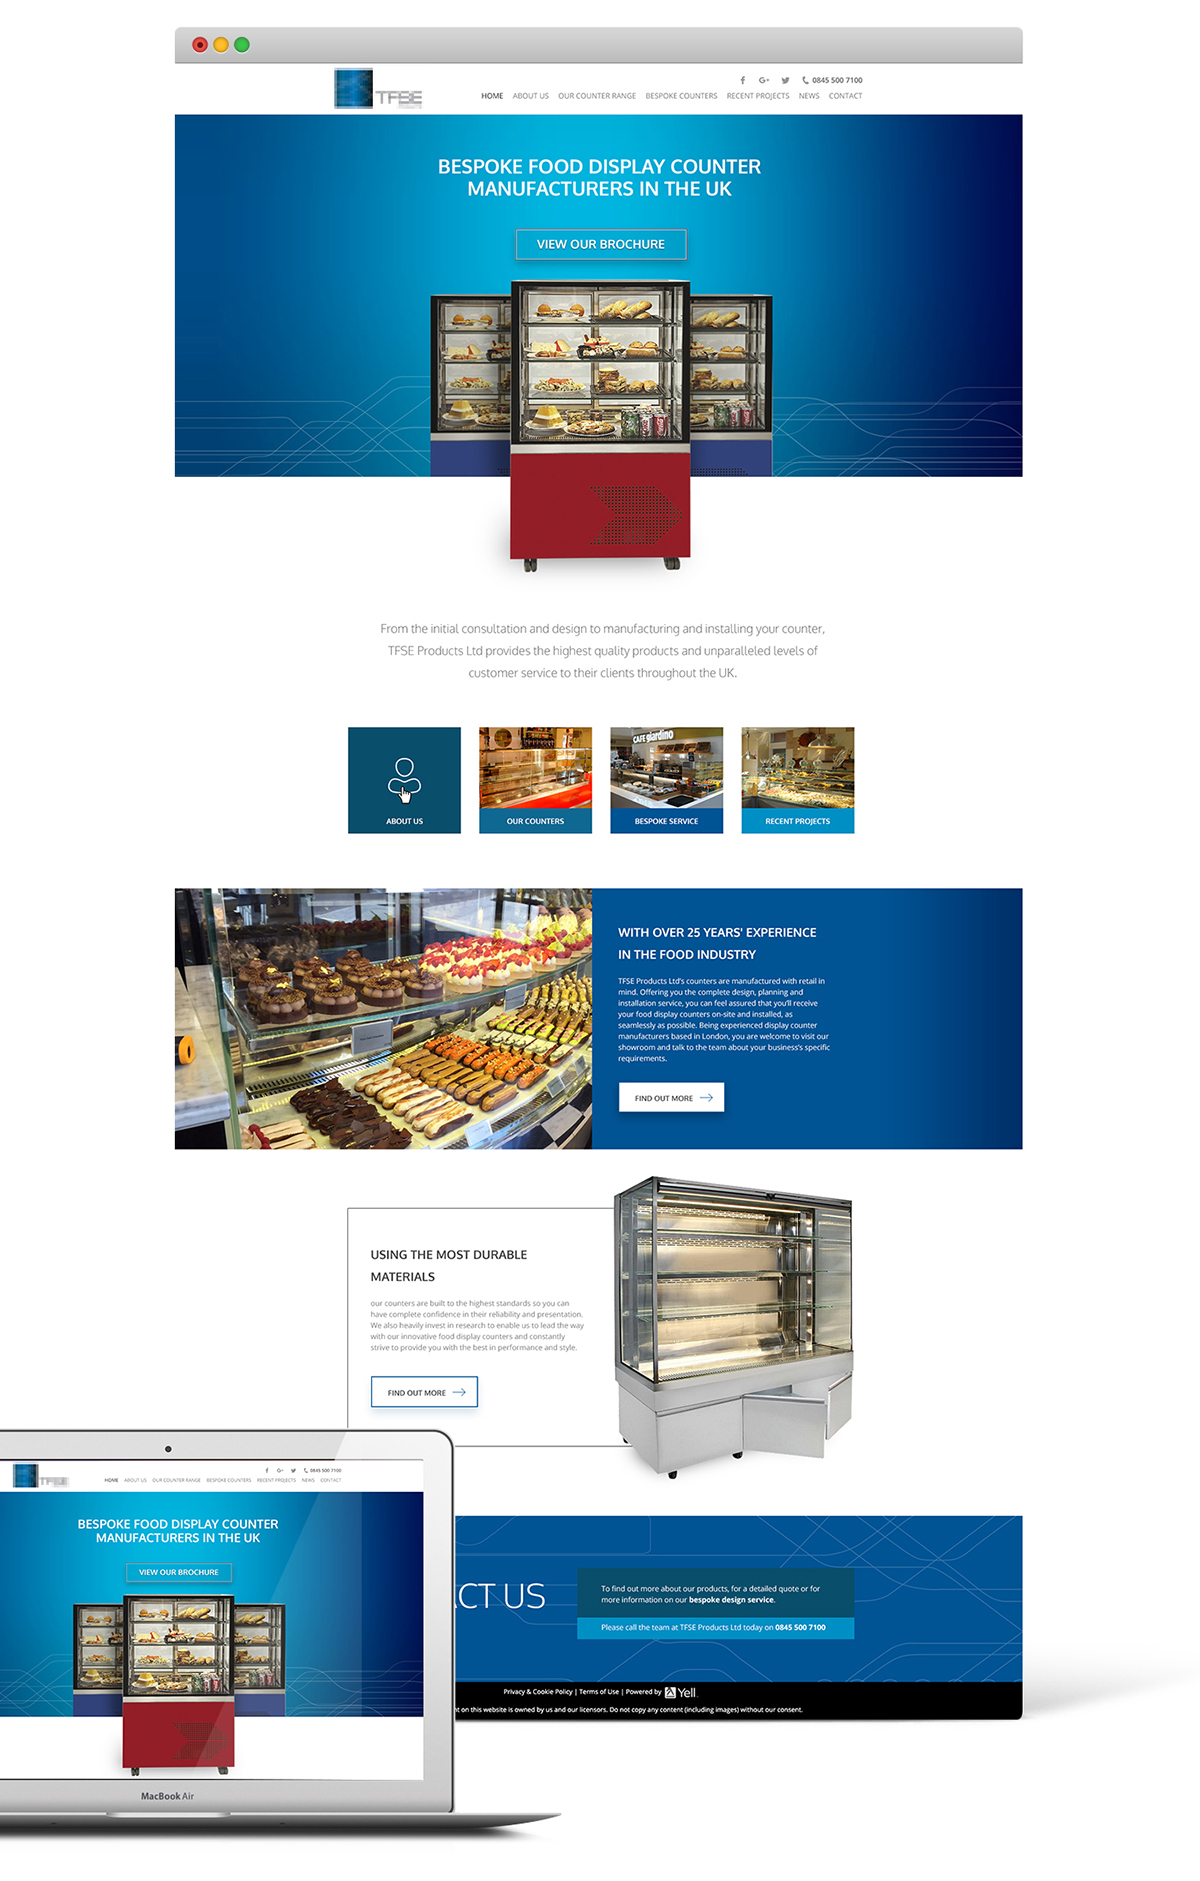 TFSE
0845 500 7100
HOME ABOUT US OUR COUNTER RANGE BESPOKE COUNTERS RECENT PROJECTS NEWS CONTACT
BESPOKE FOOD DISPLAY COUNTER
MANUFACTURERS IN THE UK
VIEW OUR BROCHURE
From the initial consultation and design to manufacturing and installing your counter,
TFSE Products Ltd provides the highest quality products and unparalleled levels of
customer service to their clients throughout the UK.
CAFE giardino
ABOUT US
OUR COUNTERS
BESPOKE SERVICE
RECENT PROJECTS
WITH OVER 25 YEARS' EXPERIENCE
IN THE FOOD INDUSTRY
TFSE Products Ltd's counters are manufactured with retail in
mind. Offering you the complete design, planning and
installation service, you can feel assured that you'll receive
your food display counters on-site and installed, as
seamlessly as possible. Being experienced display counter
manufacturers based in London, you are welcome to visit our
showroom and talk to the team about your business's specific
requirements.
FIND OUT MORE
USING THE MOST DURABLE
MATERIALS
our counters are built to the highest standards so you can
have complete confidence in their reliability and presentation.
We also heavily invest in research to enable us to lead the way
with our innovative food display counters and constantly
strive to provide you with the best in performance and style.
FIND OUT MORE
ACT US
To find out more about our products, for a detailed quote or for
more information on our bespoke design service.
Please call the team at TFSE Products Ltd today on 0845 500 7100
Privacy & Cookie Policy | Terms of Use | Powered by Yell
nt on this website is owned by us and our licensors. Do not copy any content (including images) without our consent.
TFSE
0845 500 7100
HOME ABOUT US OUR COUNTER RANGE BESPOKE COUNTERS RECENT PROJECTS NEWS CONTACT
BESPOKE FOOD DISPLAY COUNTER
MANUFACTURERS IN THE UK
VIEW OUR BROCHURE
MacBook Air